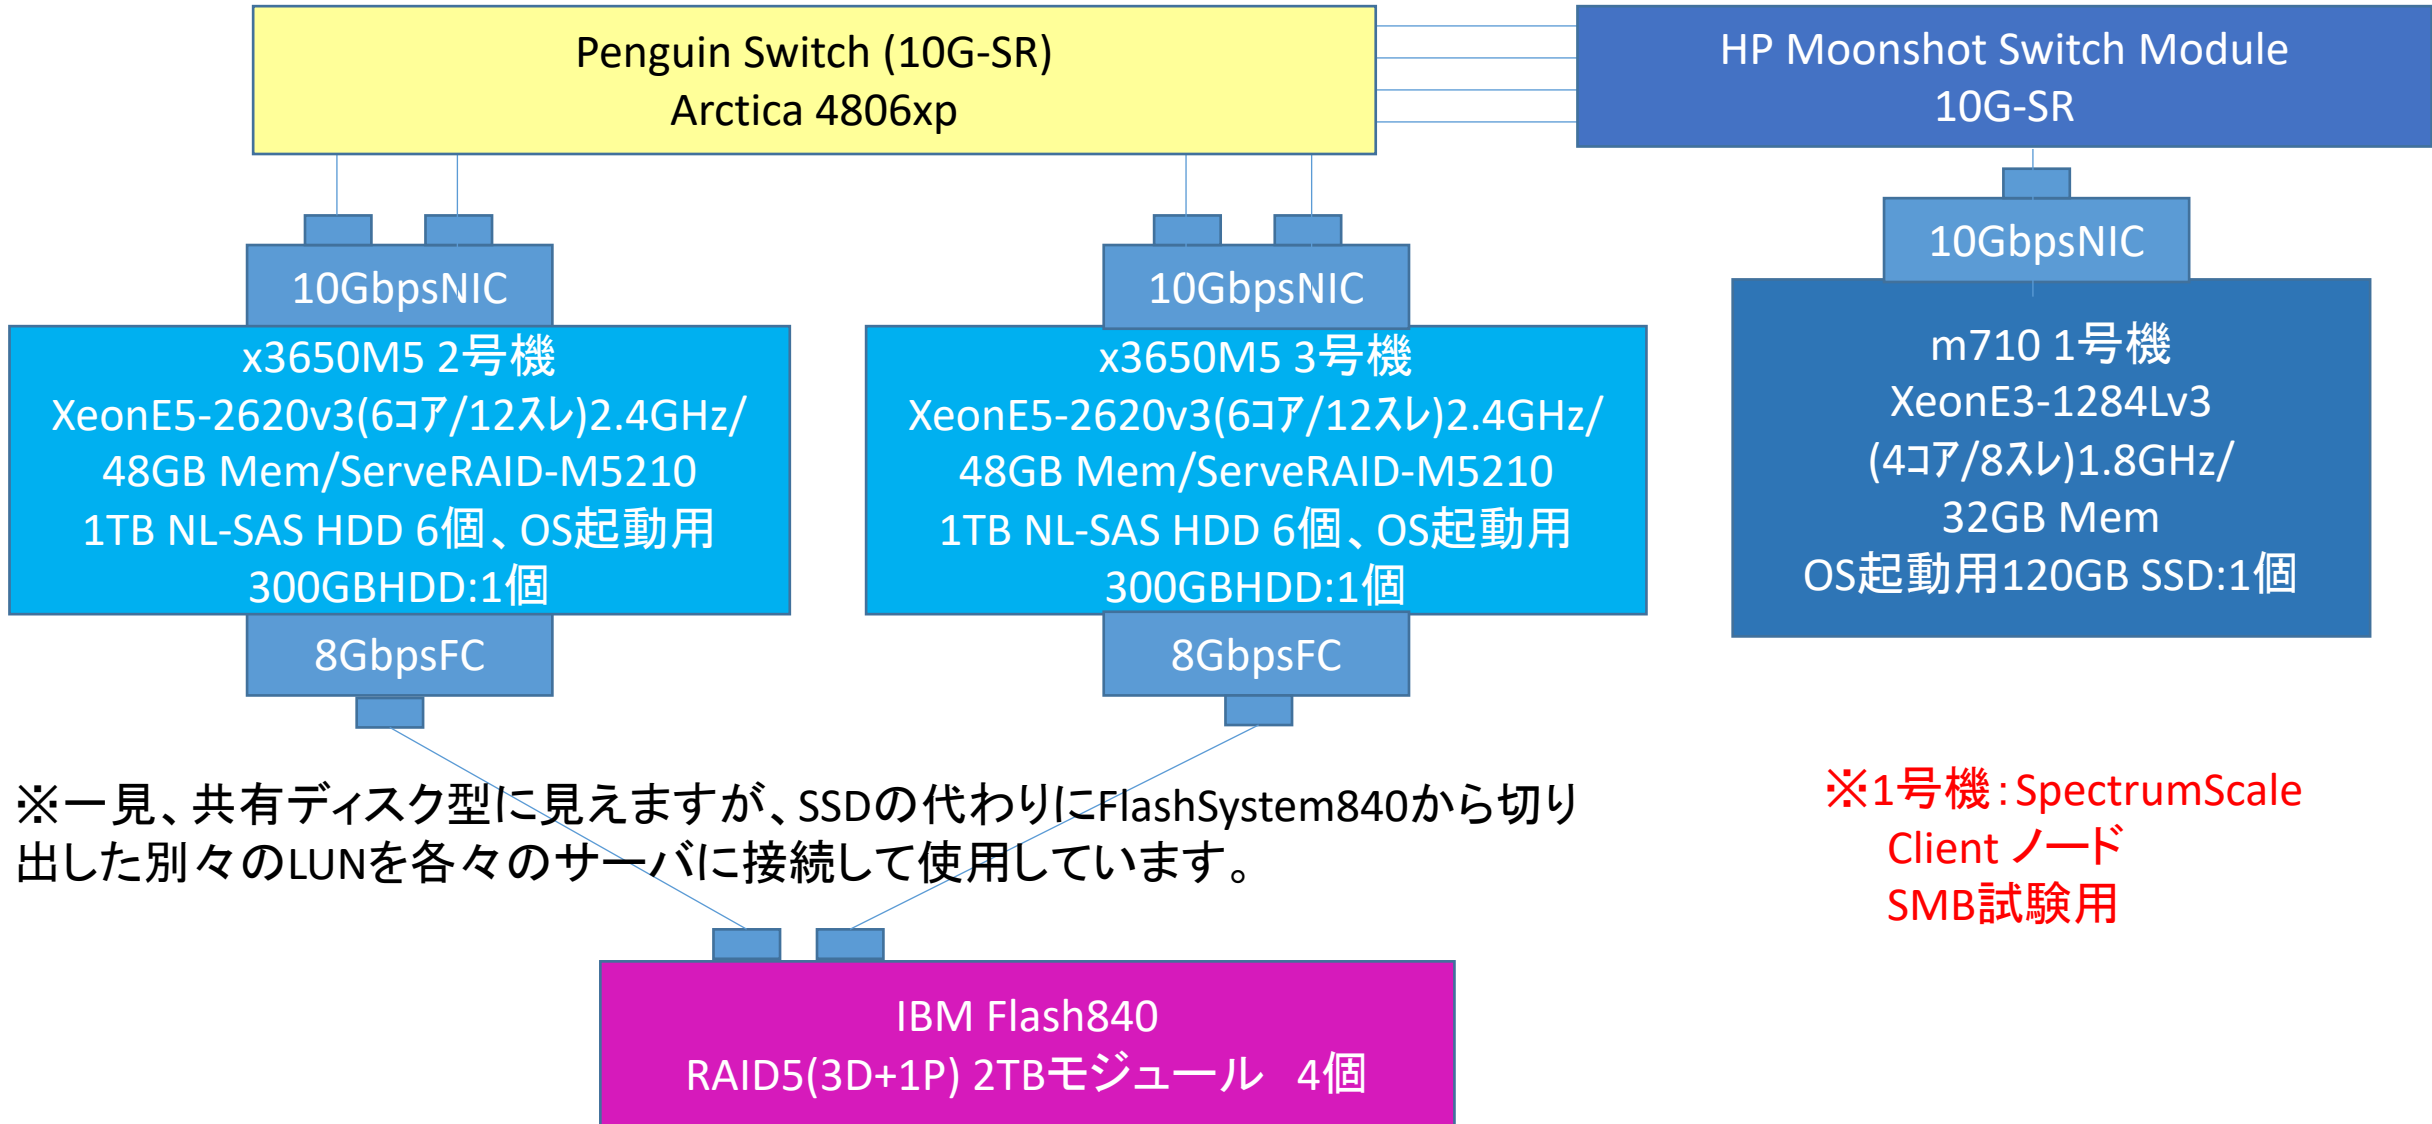 Penguin Switch (10G-SR)
Arctica 4806xp
HP Moonshot Switch Module
10G-SR
10GbpsNIC
x3650M5 2号機
XeonE5-2620v3(6ｺｱ/12ｽﾚ)2.4GHz/
48GB Mem/ServeRAID-M5210
1TB NL-SAS HDD 6個、OS起動用
300GBHDD:1個
8GbpsFC
10GbpsNIC
x3650M5 3号機
XeonE5-2620v3(6ｺｱ/12ｽﾚ)2.4GHz/
48GB Mem/ServeRAID-M5210
1TB NL-SAS HDD 6個、OS起動用
300GBHDD:1個
8GbpsFC
10GbpsNIC
m710 1号機
XeonE3-1284Lv3
(4ｺｱ/8ｽﾚ)1.8GHz/
32GB Mem
OS起動用120GB SSD:1個
※一見、共有ディスク型に見えますが、SSDの代わりにFlashSystem840から切り
出した別々のLUNを各々のサーバに接続して使用しています。
※1号機：SpectrumScale
Client ノード
SMB試験用
IBM Flash840
RAID5(3D+1P) 2TBモジュール 4個